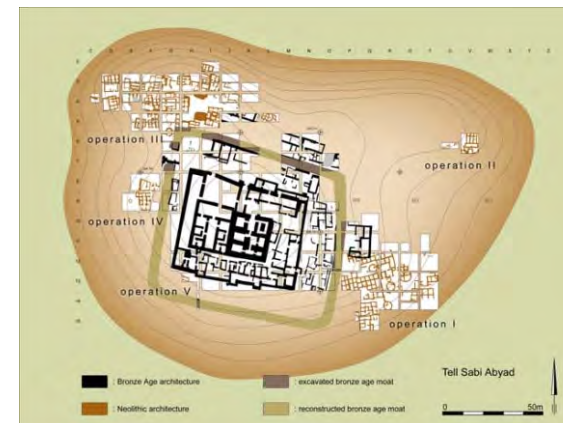 operation III
operation II
operation IV
operation V
operation I
Tell Sabi Abyad
: Bronze Age architecture
: excavated bronze age moat
: Neolithic architecture
: reconstructed bronze age moat
0 50m